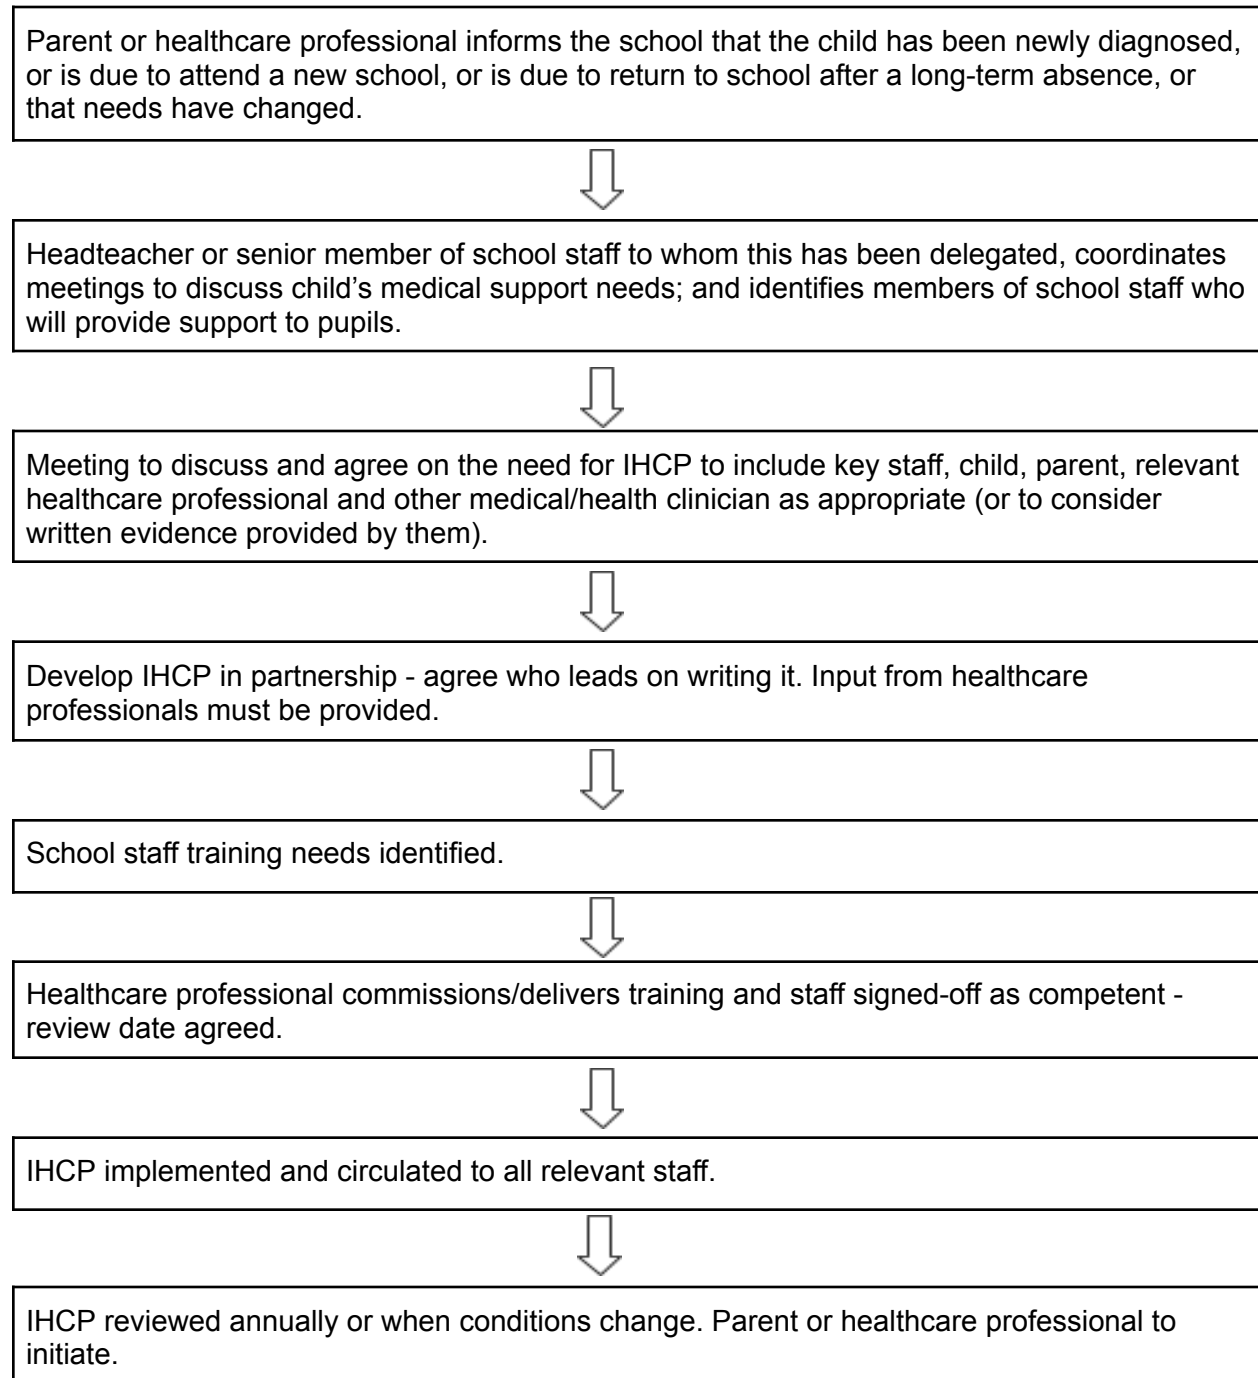 Parent or healthcare professional informs the school that the child has been newly diagnosed,
or is due to attend a new school, or is due to return to school after a long-term absence, or
that needs have changed.
Headteacher or senior member of school staff to whom this has been delegated, coordinates
meetings to discuss child’s medical support needs; and identifies members of school staff who
will provide support to pupils.
Meeting to discuss and agree on the need for IHCP to include key staff, child, parent, relevant
healthcare professional and other medical/health clinician as appropriate (or to consider
written evidence provided by them).
Develop IHCP in partnership - agree who leads on writing it. Input from healthcare
professionals must be provided.
School staff training needs identified.
Healthcare professional commissions/delivers training and staff signed-off as competent -
review date agreed.
IHCP implemented and circulated to all relevant staff.
IHCP reviewed annually or when conditions change. Parent or healthcare professional to
initiate.